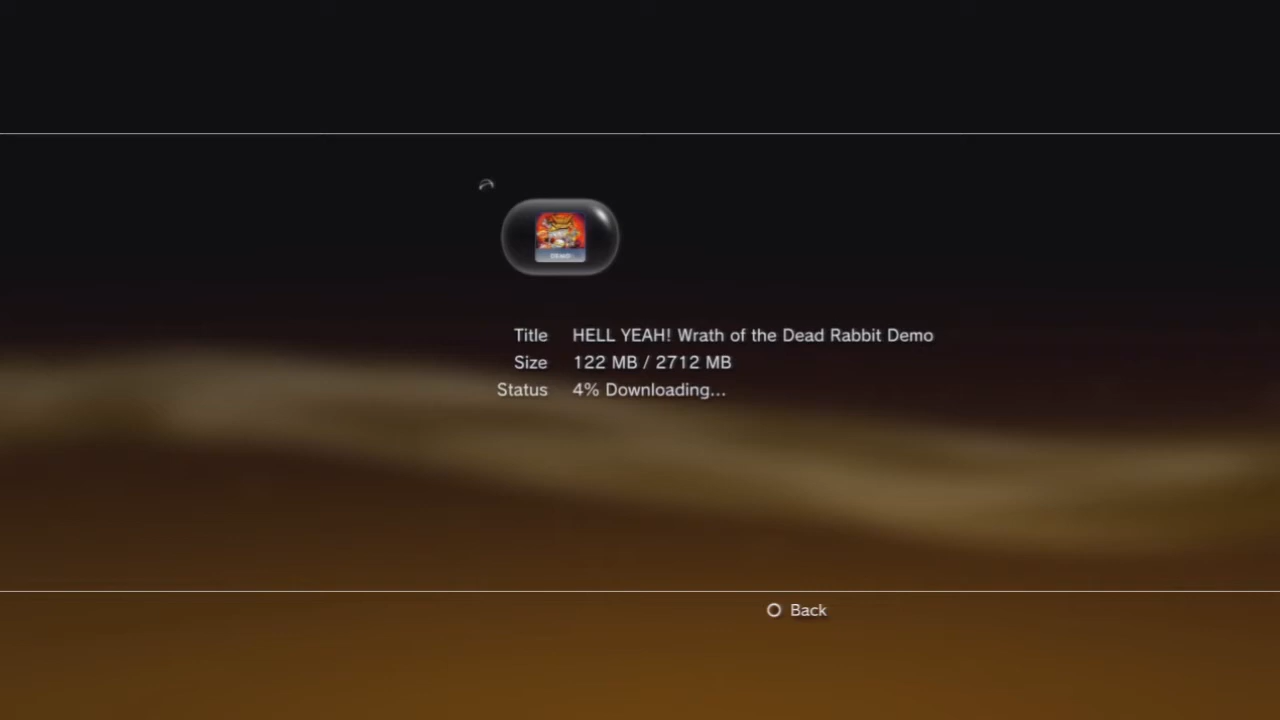 Title HELL YEAH! Wrath of the Dead Rabbit Demo
Size 122 MB / 2712 MB
Status 4% Downloading...
Back